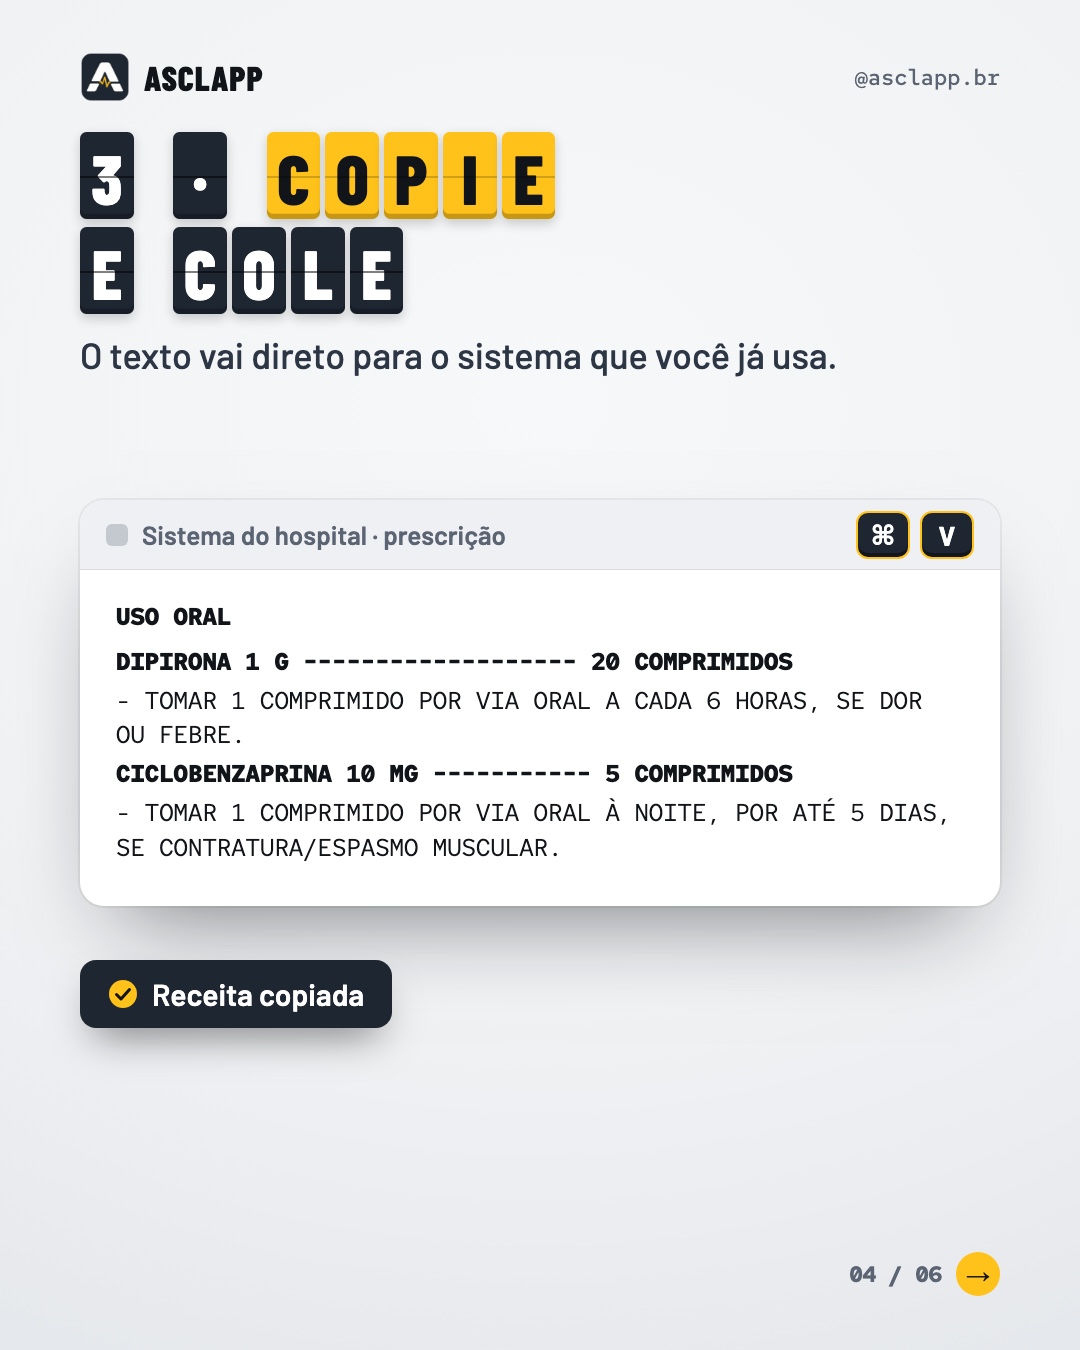 ASCLAPP
@asclapp.br
3 · COPIE
E COLE
O texto vai direto para o sistema que você já usa.
Sistema do hospital · prescrição
⌘ V
USO ORAL
DIPIRONA 1 G ------------------- 20 COMPRIMIDOS
- TOMAR 1 COMPRIMIDO POR VIA ORAL A CADA 6 HORAS, SE DOR
OU FEBRE.
CICLOBENZAPRINA 10 MG ----------- 5 COMPRIMIDOS
- TOMAR 1 COMPRIMIDO POR VIA ORAL À NOITE, POR ATÉ 5 DIAS,
SE CONTRATURA/ESPASMO MUSCULAR.
Receita copiada
04 / 06 →